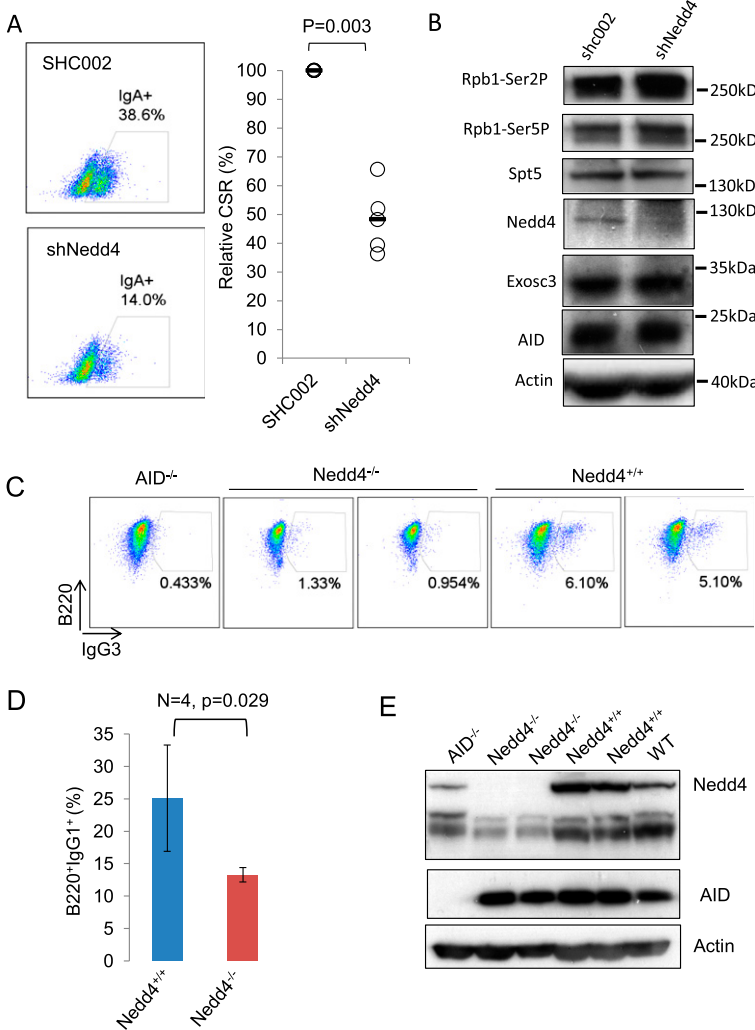 A
P=0.003
SHC002
IgA+
38.6%
shNedd4
IgA+
14.0%
Relative CSR (%)
100
90
80
70
60
50
40
30
20
10
0
SHC002
shNedd4
B
shc002
shNedd4
Rpb1-Ser2P
250kD
Rpb1-Ser5P
250kD
Spt5
130kD
Nedd4
130kD
Exosc3
35kDa
25kDa
AID
Actin
40kDa
C
AID-/-
Nedd4-/-
Nedd4+/+
0.433%
1.33%
0.954%
6.10%
5.10%
B220
IgG3
D
N=4, p=0.029
B220+IgG1+ (%)
35
30
25
20
15
10
5
0
Nedd4+/+
Nedd4-/-
E
AID-/-
Nedd4-/-
Nedd4-/-
Nedd4+/+
Nedd4+/+
WT
Nedd4
AID
Actin